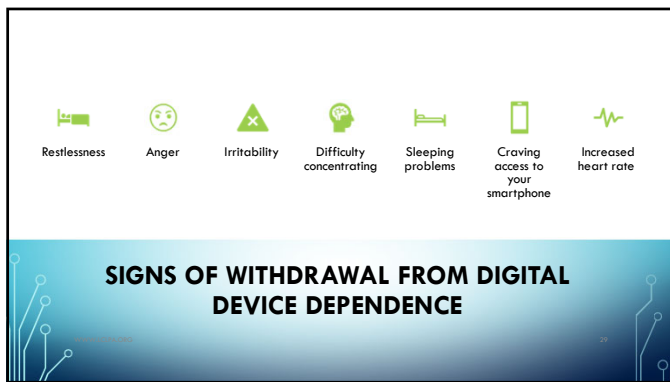 Restlessness
Anger
Irritability
Difficulty
concentrating
Sleeping
problems
Craving
access to
your
smartphone
Increased
heart rate
SIGNS OF WITHDRAWAL FROM DIGITAL
DEVICE DEPENDENCE
29